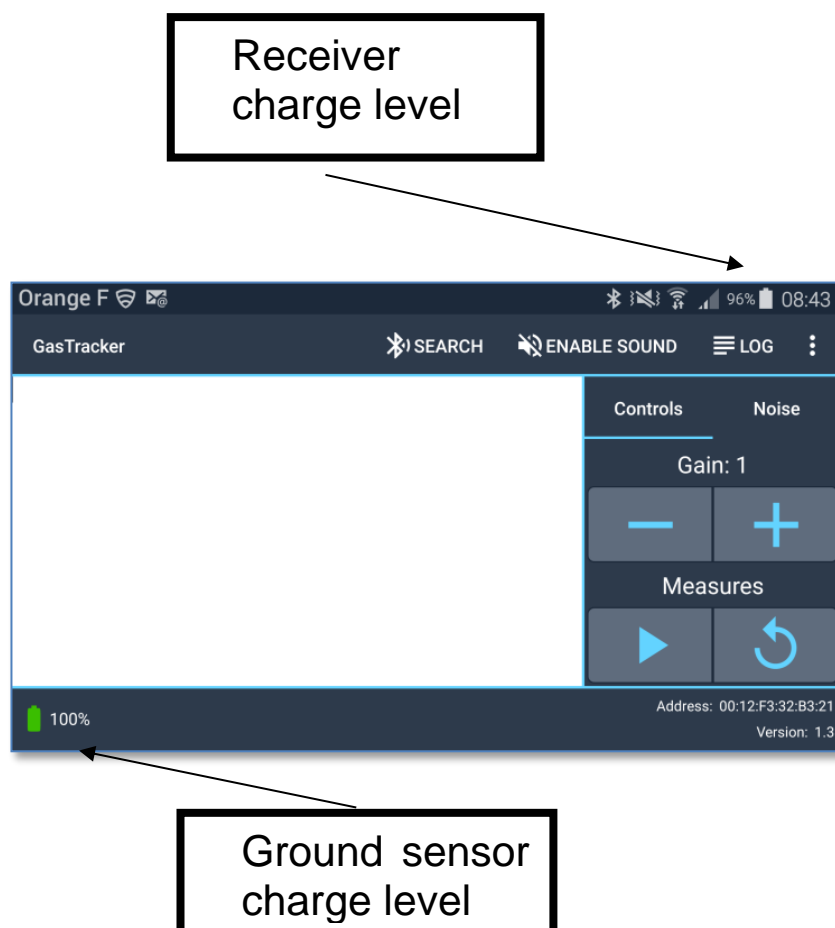 Receiver
charge level
Orange F 96% 08:43
GasTracker SEARCH ENABLE SOUND LOG
Controls Noise
Gain: 1
Measures
100%
Address: 00:12:F3:32:B3:21
Version: 1.3
Ground sensor
charge level